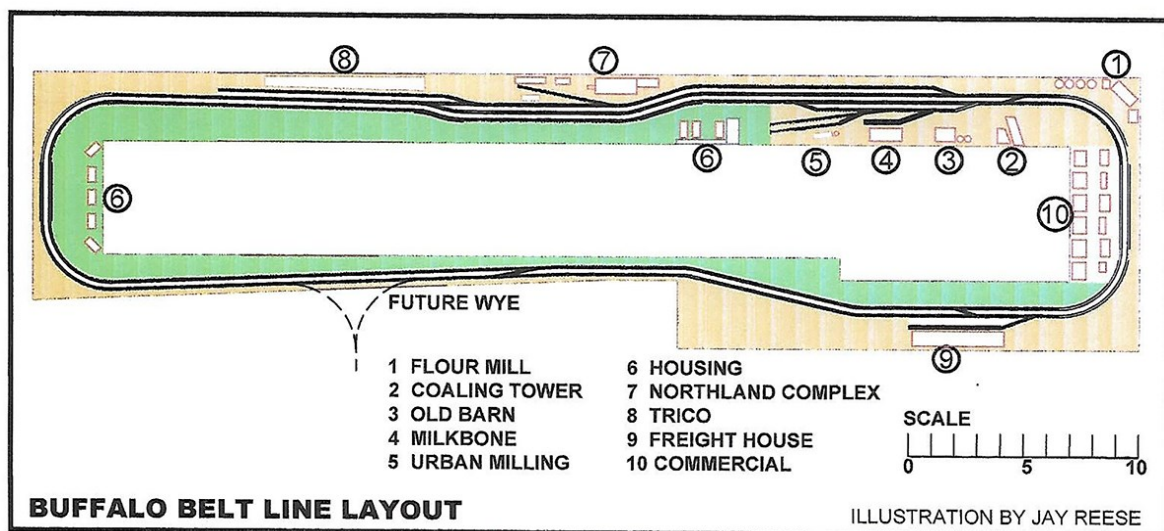 8
7
1
6
5
4
3
2
6
10
FUTURE WYE
9
1 FLOUR MILL
2 COALING TOWER
3 OLD BARN
4 MILKBONE
5 URBAN MILLING
6 HOUSING
7 NORTHLAND COMPLEX
8 TRICO
9 FREIGHT HOUSE
10 COMMERCIAL
SCALE
0 5 10
BUFFALO BELT LINE LAYOUT
ILLUSTRATION BY JAY REESE